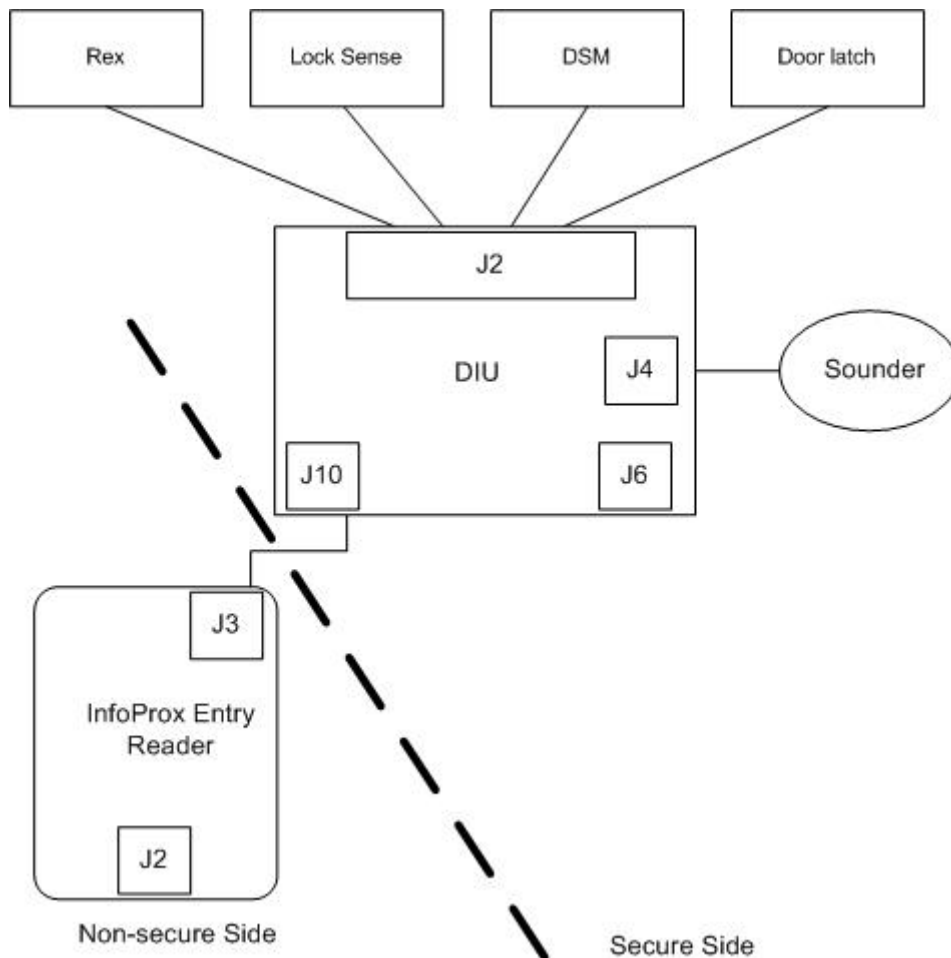 Rex
Lock Sense
DSM
Door latch
J2
DIU
J4
Sounder
J10
J6
J3
InfoProx Entry
Reader
J2
Non-secure Side
Secure Side